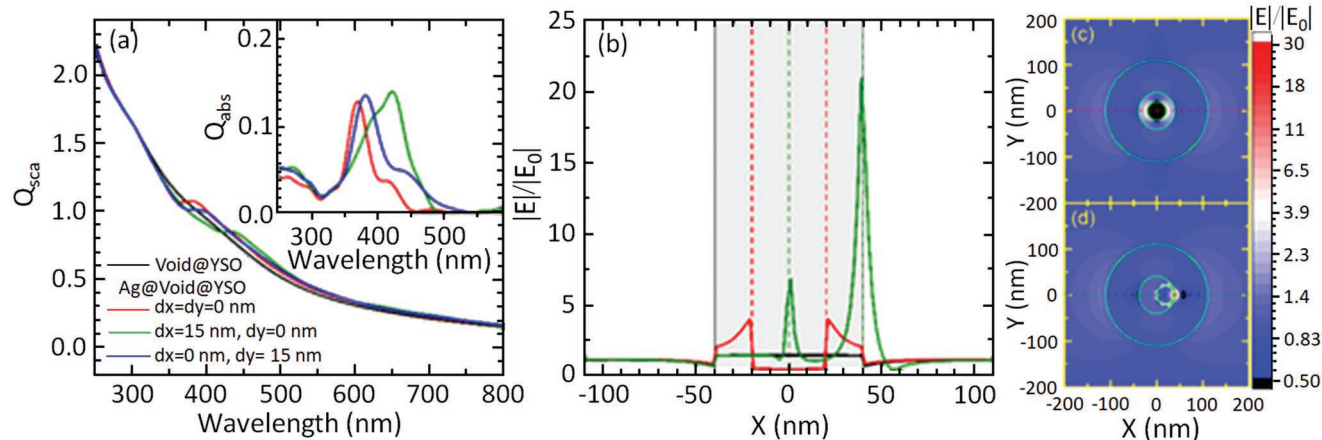 (a)
Q_sca
2.0
1.5
1.0
0.5
0.0
300
400
500
600
700
800
Wavelength (nm)
Void@YSO
Ag@Void@YSO
dx=dy=0 nm
dx=15 nm, dy=0 nm
dx=0 nm, dy= 15 nm
Q_abs
0.2
0.1
0.0
300
400
500
Wavelength (nm)
(b)
|E|/|E_0|
25
20
15
10
5
0
-100
-50
0
50
100
X (nm)
(c)
Y (nm)
200
100
0
-100
-200
(d)
Y (nm)
100
0
-100
-200
-200
-100
0
100
200
X (nm)
|E|/|E_0|
30
18
11
6.5
3.9
2.3
1.4
0.83
0.50